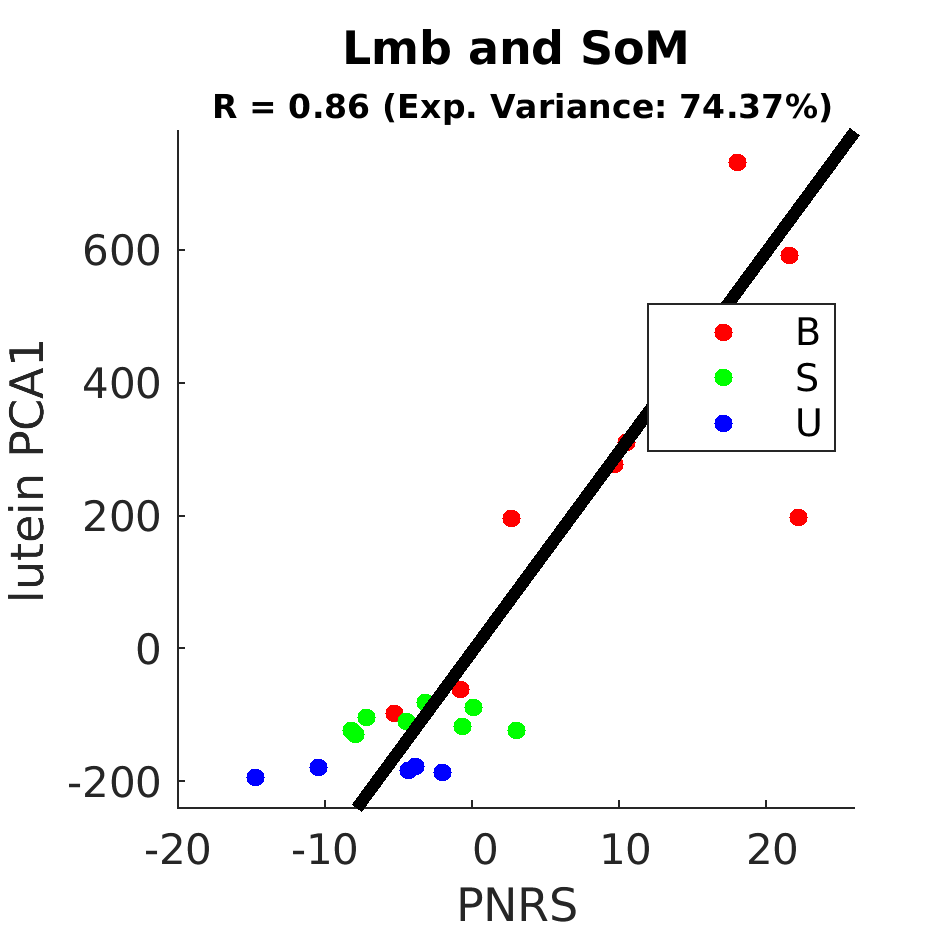 Lmb and SoM
R = 0.86 (Exp. Variance: 74.37%)
600
400
200
0
-200
lutein PCA1
B
S
U
-20 -10 0 10 20
PNRS